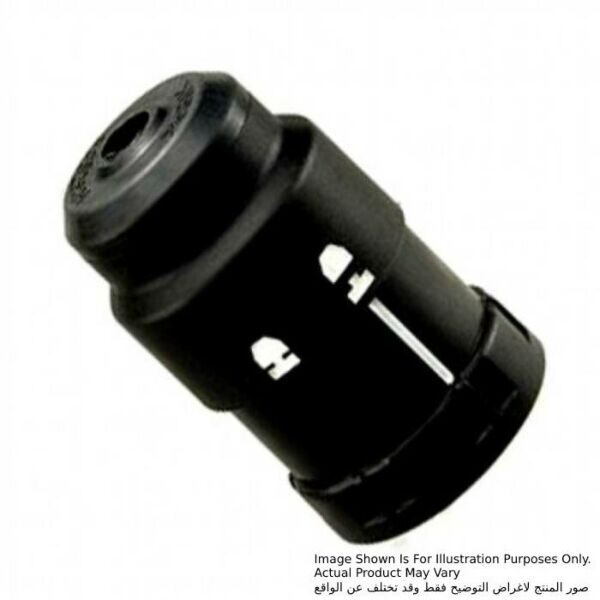 Image Shown Is For Illustration Purposes Only.
Actual Product May Vary
صور المنتج لاغراض التوضيح فقط وقد تختلف عن الواقع